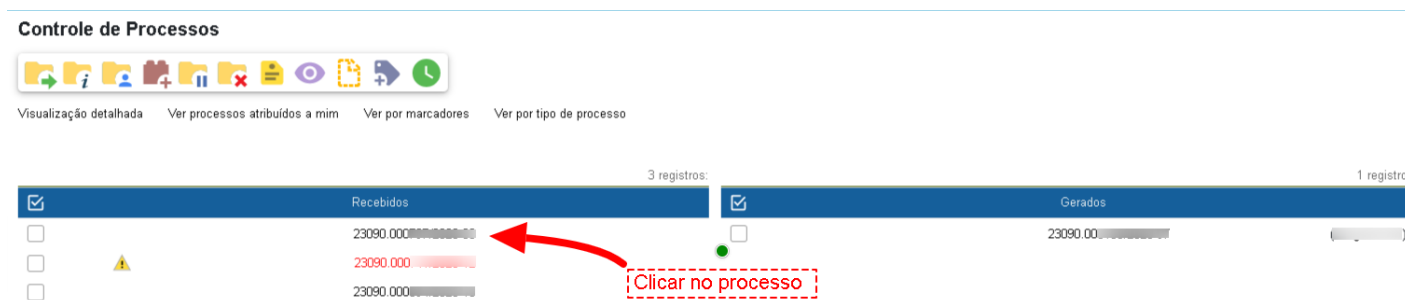 Controle de Processos
Visualização detalhada Ver processos atribuídos a mim Ver por marcadores Ver por tipo de processo
3 registros:
1 registro
Recebidos
Gerados
23090.000
23090.00
23090.000
Clicar no processo
23090.000